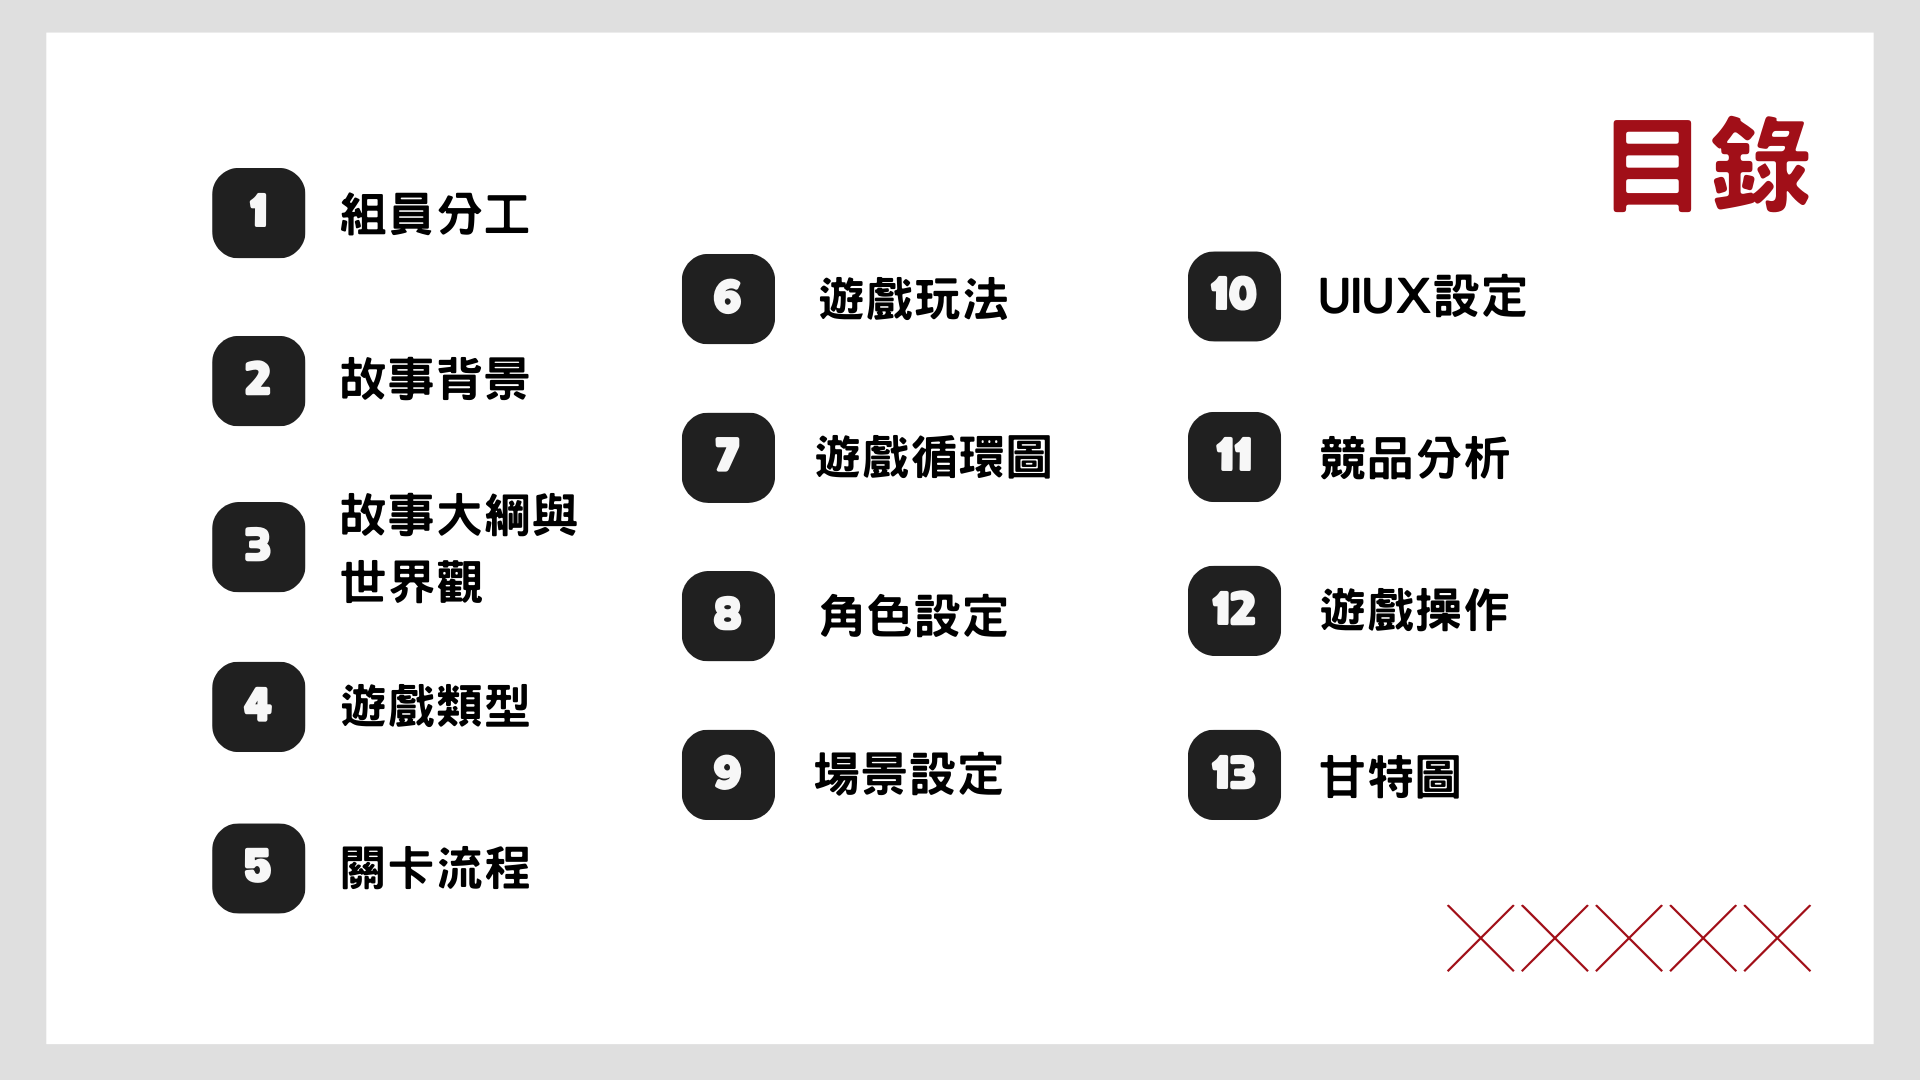 目錄
1
組員分工
2
故事背景
3
故事大綱與
世界觀
4
遊戲類型
5
關卡流程
6
遊戲玩法
7
遊戲循環圖
8
角色設定
9
場景設定
10
UIUX設定
11
競品分析
12
遊戲操作
13
甘特圖